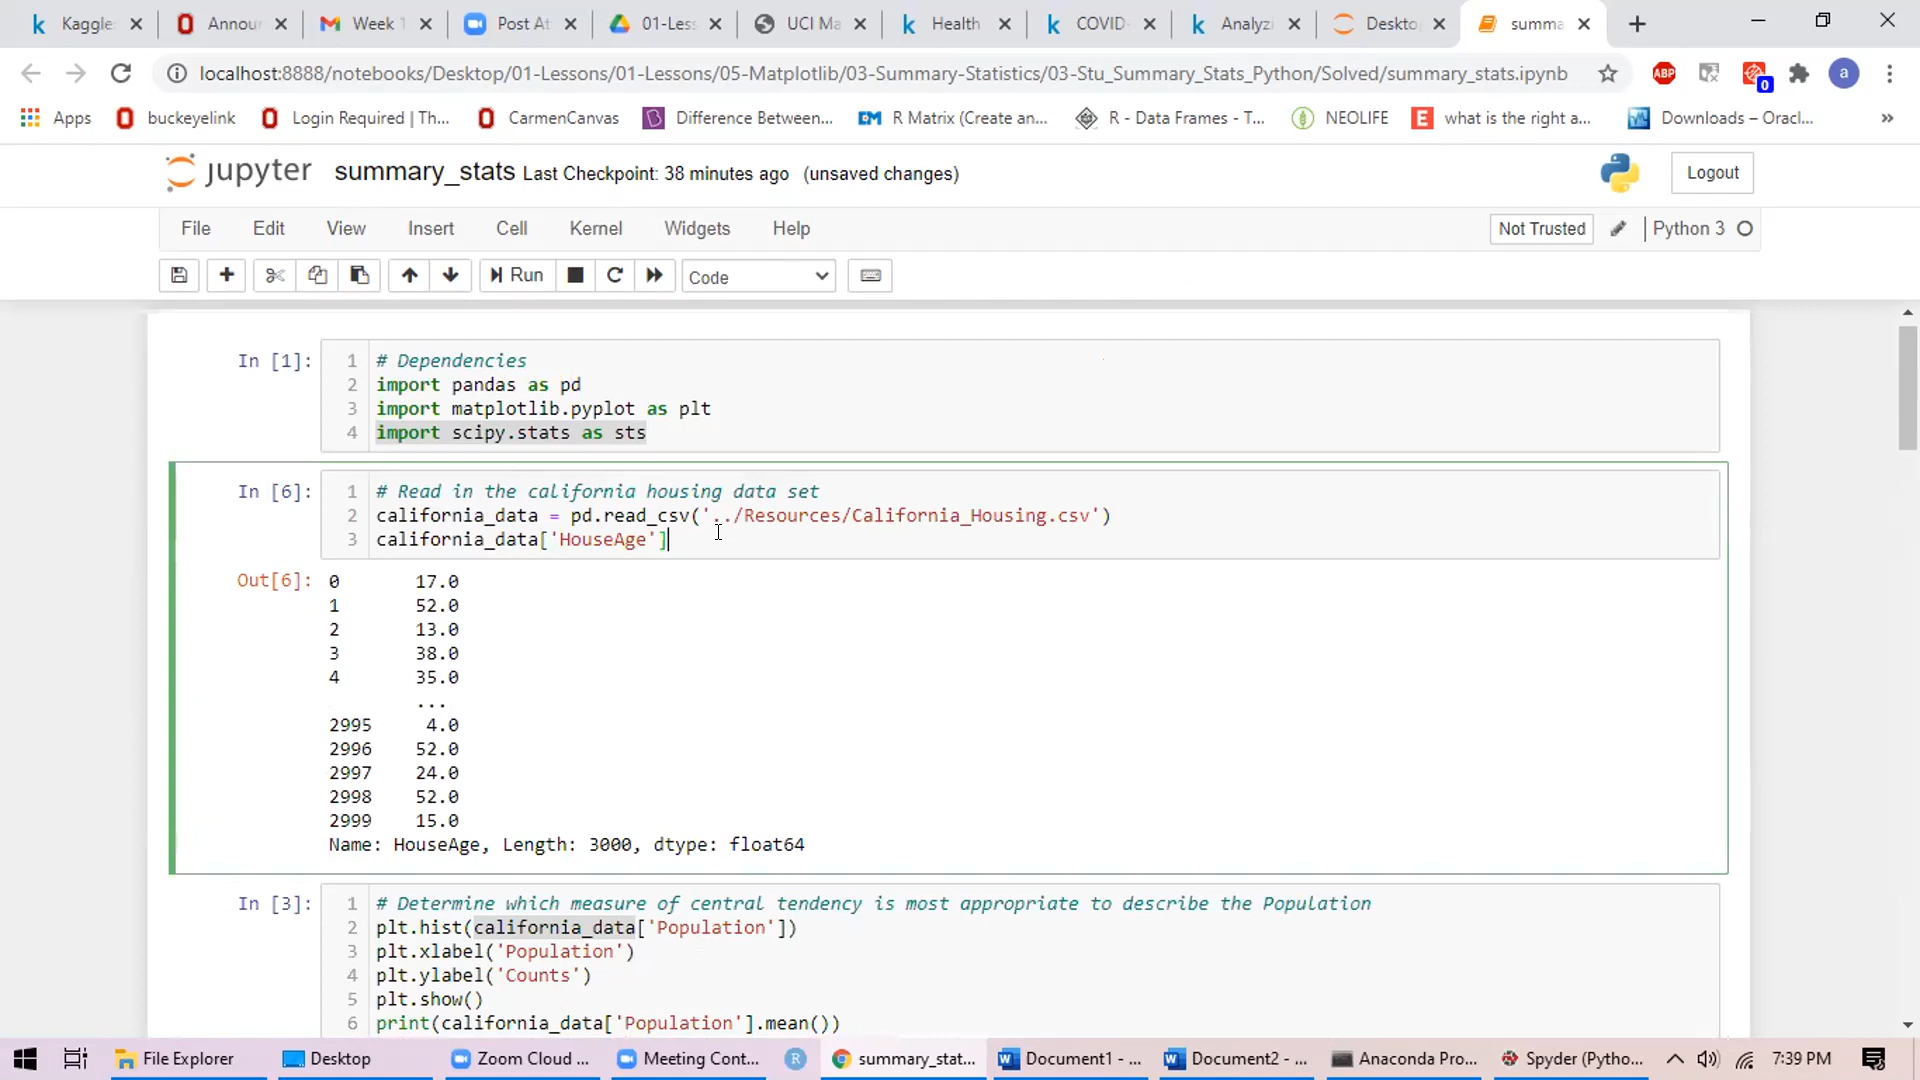 Kaggle
Announ
Week 1
Post At
01-Less
UCI Ma
Health
COVID-
Analyzi
Deskto
summa
localhost:8888/notebooks/Desktop/01-Lessons/01-Lessons/05-Matplotlib/03-Summary-Statistics/03-Stu_Summary_Stats_Python/Solved/summary_stats.ipynb
ABP
0
a
Apps
buckeyelink
Login Required | Th...
CarmenCanvas
Difference Between...
R Matrix (Create an...
R - Data Frames - T...
NEOLIFE
what is the right a...
Downloads – Oracl...
»
jupyter summary_stats Last Checkpoint: 38 minutes ago (unsaved changes)
Logout
File Edit View Insert Cell Kernel Widgets Help
Not Trusted
Python 3
Run
Code
In [1]:
1 # Dependencies
2 import pandas as pd
3 import matplotlib.pyplot as plt
4 import scipy.stats as sts
In [6]:
1 # Read in the california housing data set
2 california_data = pd.read_csv('../Resources/California_Housing.csv')
3 california_data['HouseAge']
Out[6]:
0 17.0
1 52.0
2 13.0
3 38.0
4 35.0
...
2995 4.0
2996 52.0
2997 24.0
2998 52.0
2999 15.0
Name: HouseAge, Length: 3000, dtype: float64
In [3]:
1 # Determine which measure of central tendency is most appropriate to describe the Population
2 plt.hist(california_data['Population'])
3 plt.xlabel('Population')
4 plt.ylabel('Counts')
5 plt.show()
6 print(california_data['Population'].mean())
File Explorer
Desktop
Zoom Cloud ...
Meeting Cont...
R
summary_stat...
Document1 - ...
Document2 - ...
Anaconda Pro...
Spyder (Pytho...
7:39 PM